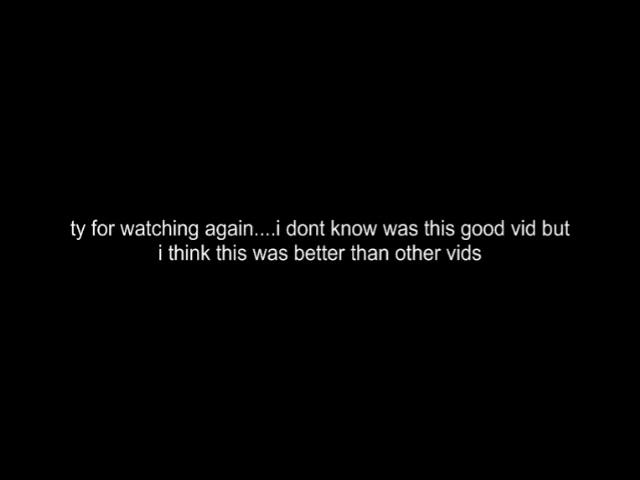 ty for watching again....i dont know was this good vid but
i think this was better than other vids